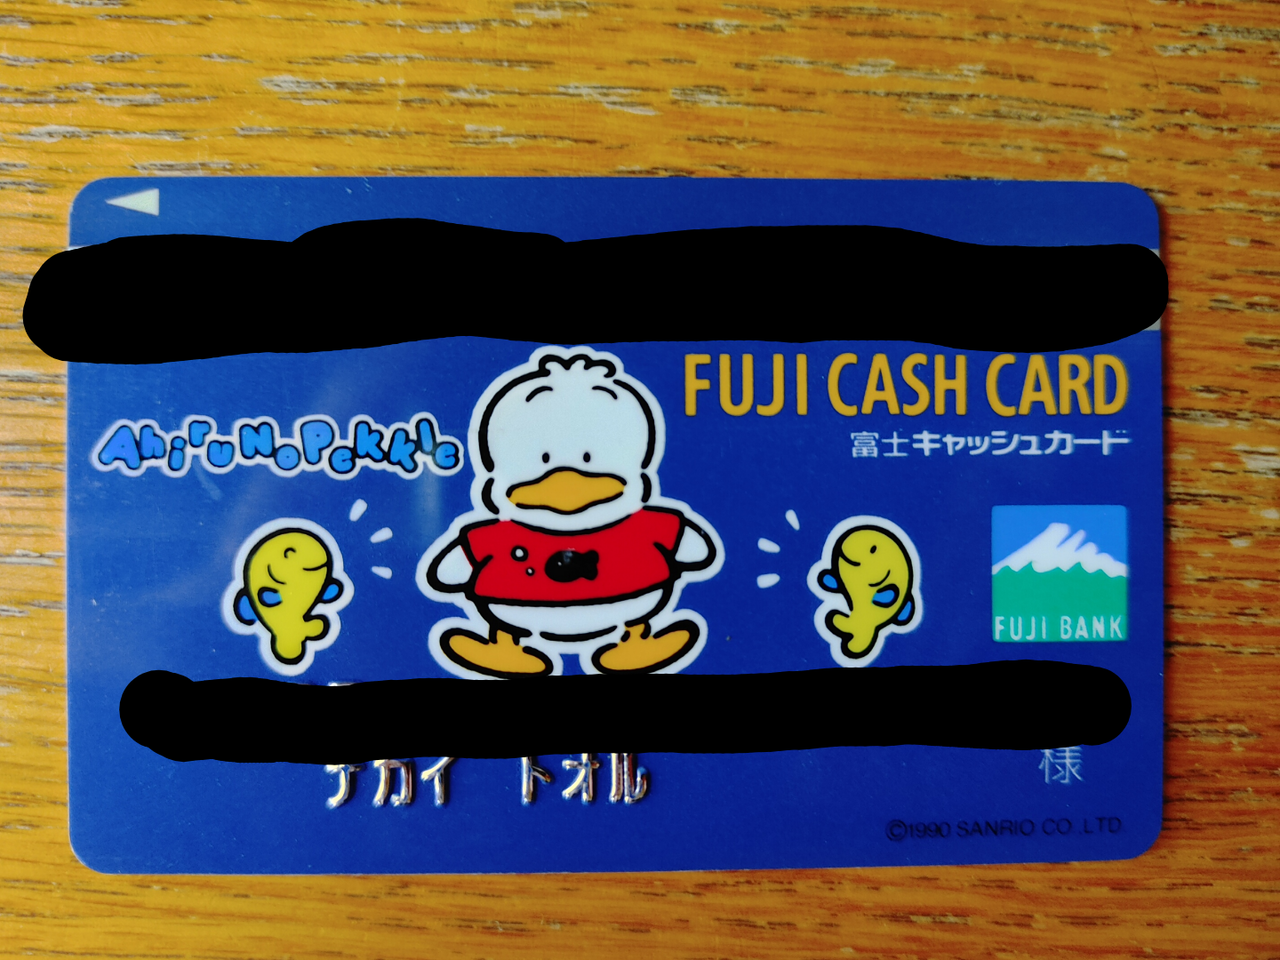 AhiruNoPekkle
FUJI CASH CARD
富士キャッシュカード
FUJI BANK
ナカイ トオル
様
©1990 SANRIO CO.,LTD